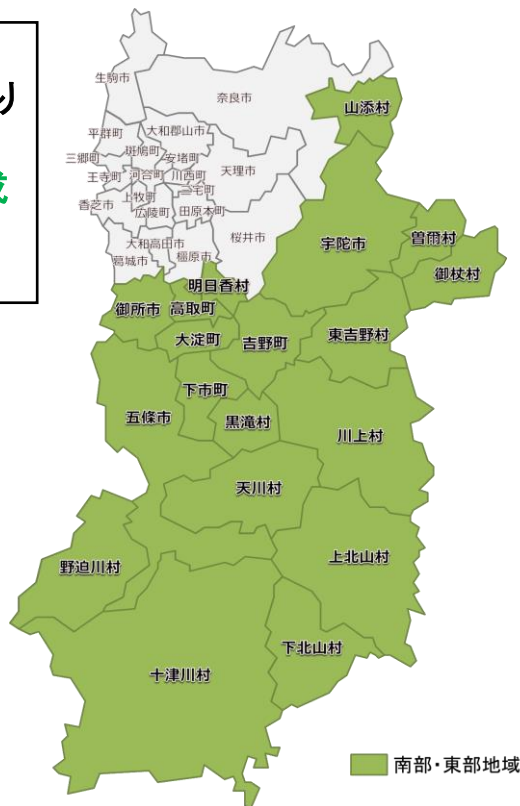 り
成
生駒市
奈良市
山添村
平群町
大和郡山市
斑鳩町
安堵町
三郷町
天理市
王寺町
河合町
川西町
三宅町
上牧町
香芝市
広陵町
田原本町
桜井市
大和高田市
葛城市
橿原市
宇陀市
曽爾村
御杖村
明日香村
御所市
高取町
大淀町
吉野町
東吉野村
下市町
五條市
黒滝村
川上村
天川村
上北山村
野迫川村
下北山村
十津川村
南部・東部地域